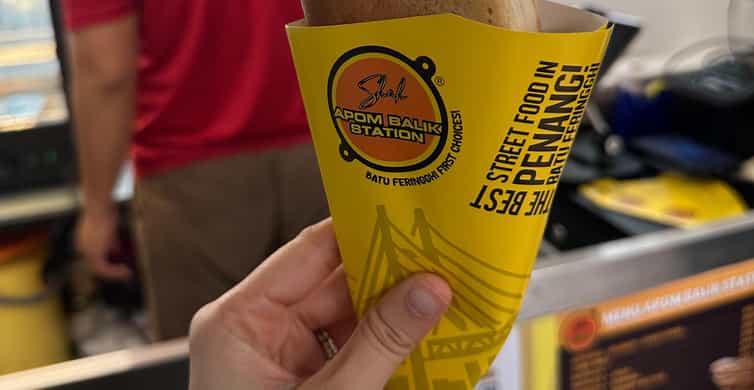 Shah
®
APOM BALIK
STATION
BATU FERINGGHI FIRST CHOICES!
THE BEST
STREET FOOD IN
PENANG!
BATU FERINGGHI
MENU APOM BALIK STATI